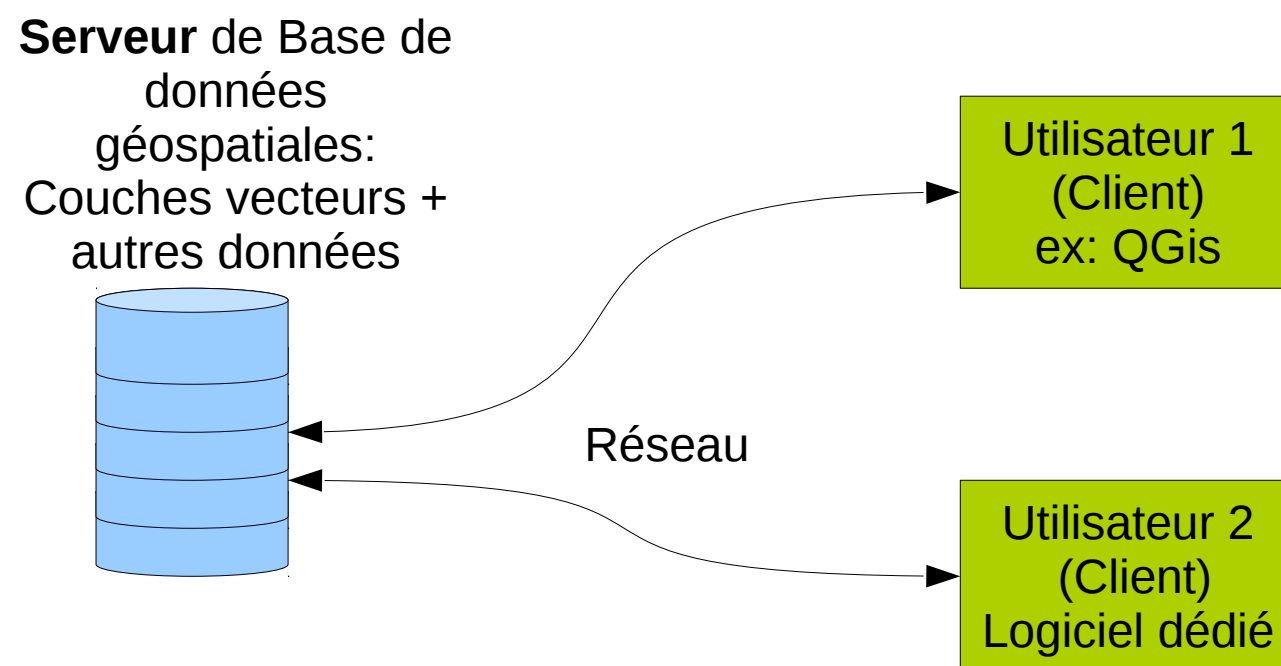 Serveur de Base de
données
géospatiales:
Couches vecteurs +
autres données
Utilisateur 1
(Client)
ex: QGis
Réseau
Utilisateur 2
(Client)
Logiciel dédié